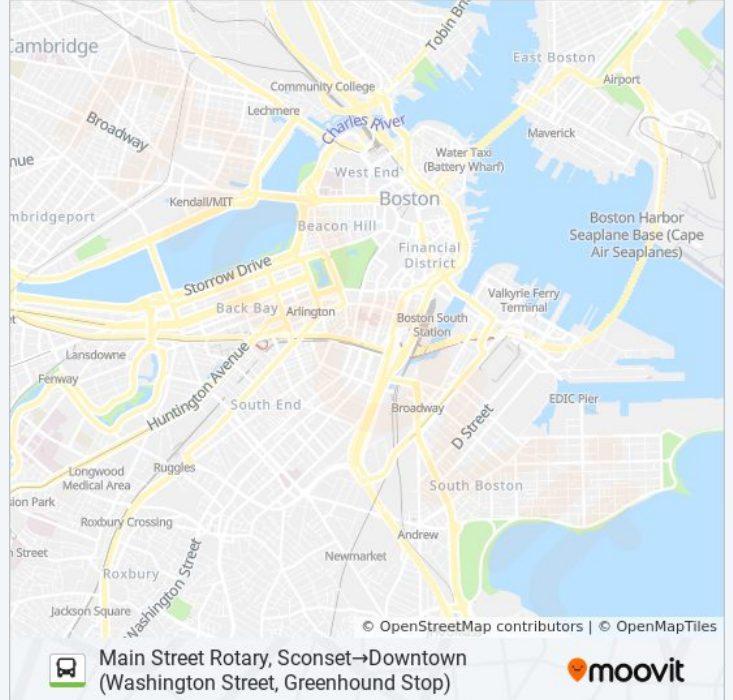 Tobin Bri
Cambridge
East Boston
Community College
Airport
Lechmere
Broadway
Charles River
Maverick
nue
Water Taxi
(Battery Wharf)
West End
Kendall/MIT
Boston
mbridgeport
Beacon Hill
Boston Harbor
Seaplane Base (Cape
Air Seaplanes)
Financial
District
Storrow Drive
Valkyrie Ferry
Terminal
Back Bay
Arlington
Boston South
Station
Lansdowne
Fenway
Huntington Avenue
EDIC Pier
South End
Broadway
D Street
Longwood
Medical Area
Ruggles
South Boston
sion Park
Roxbury Crossing
Andrew
n Street
Newmarket
Roxbury
Washington Street
Jackson Square
© OpenStreetMap contributors | © OpenMapTiles
Main Street Rotary, Sconset→Downtown
(Washington Street, Greenhound Stop)
moovit